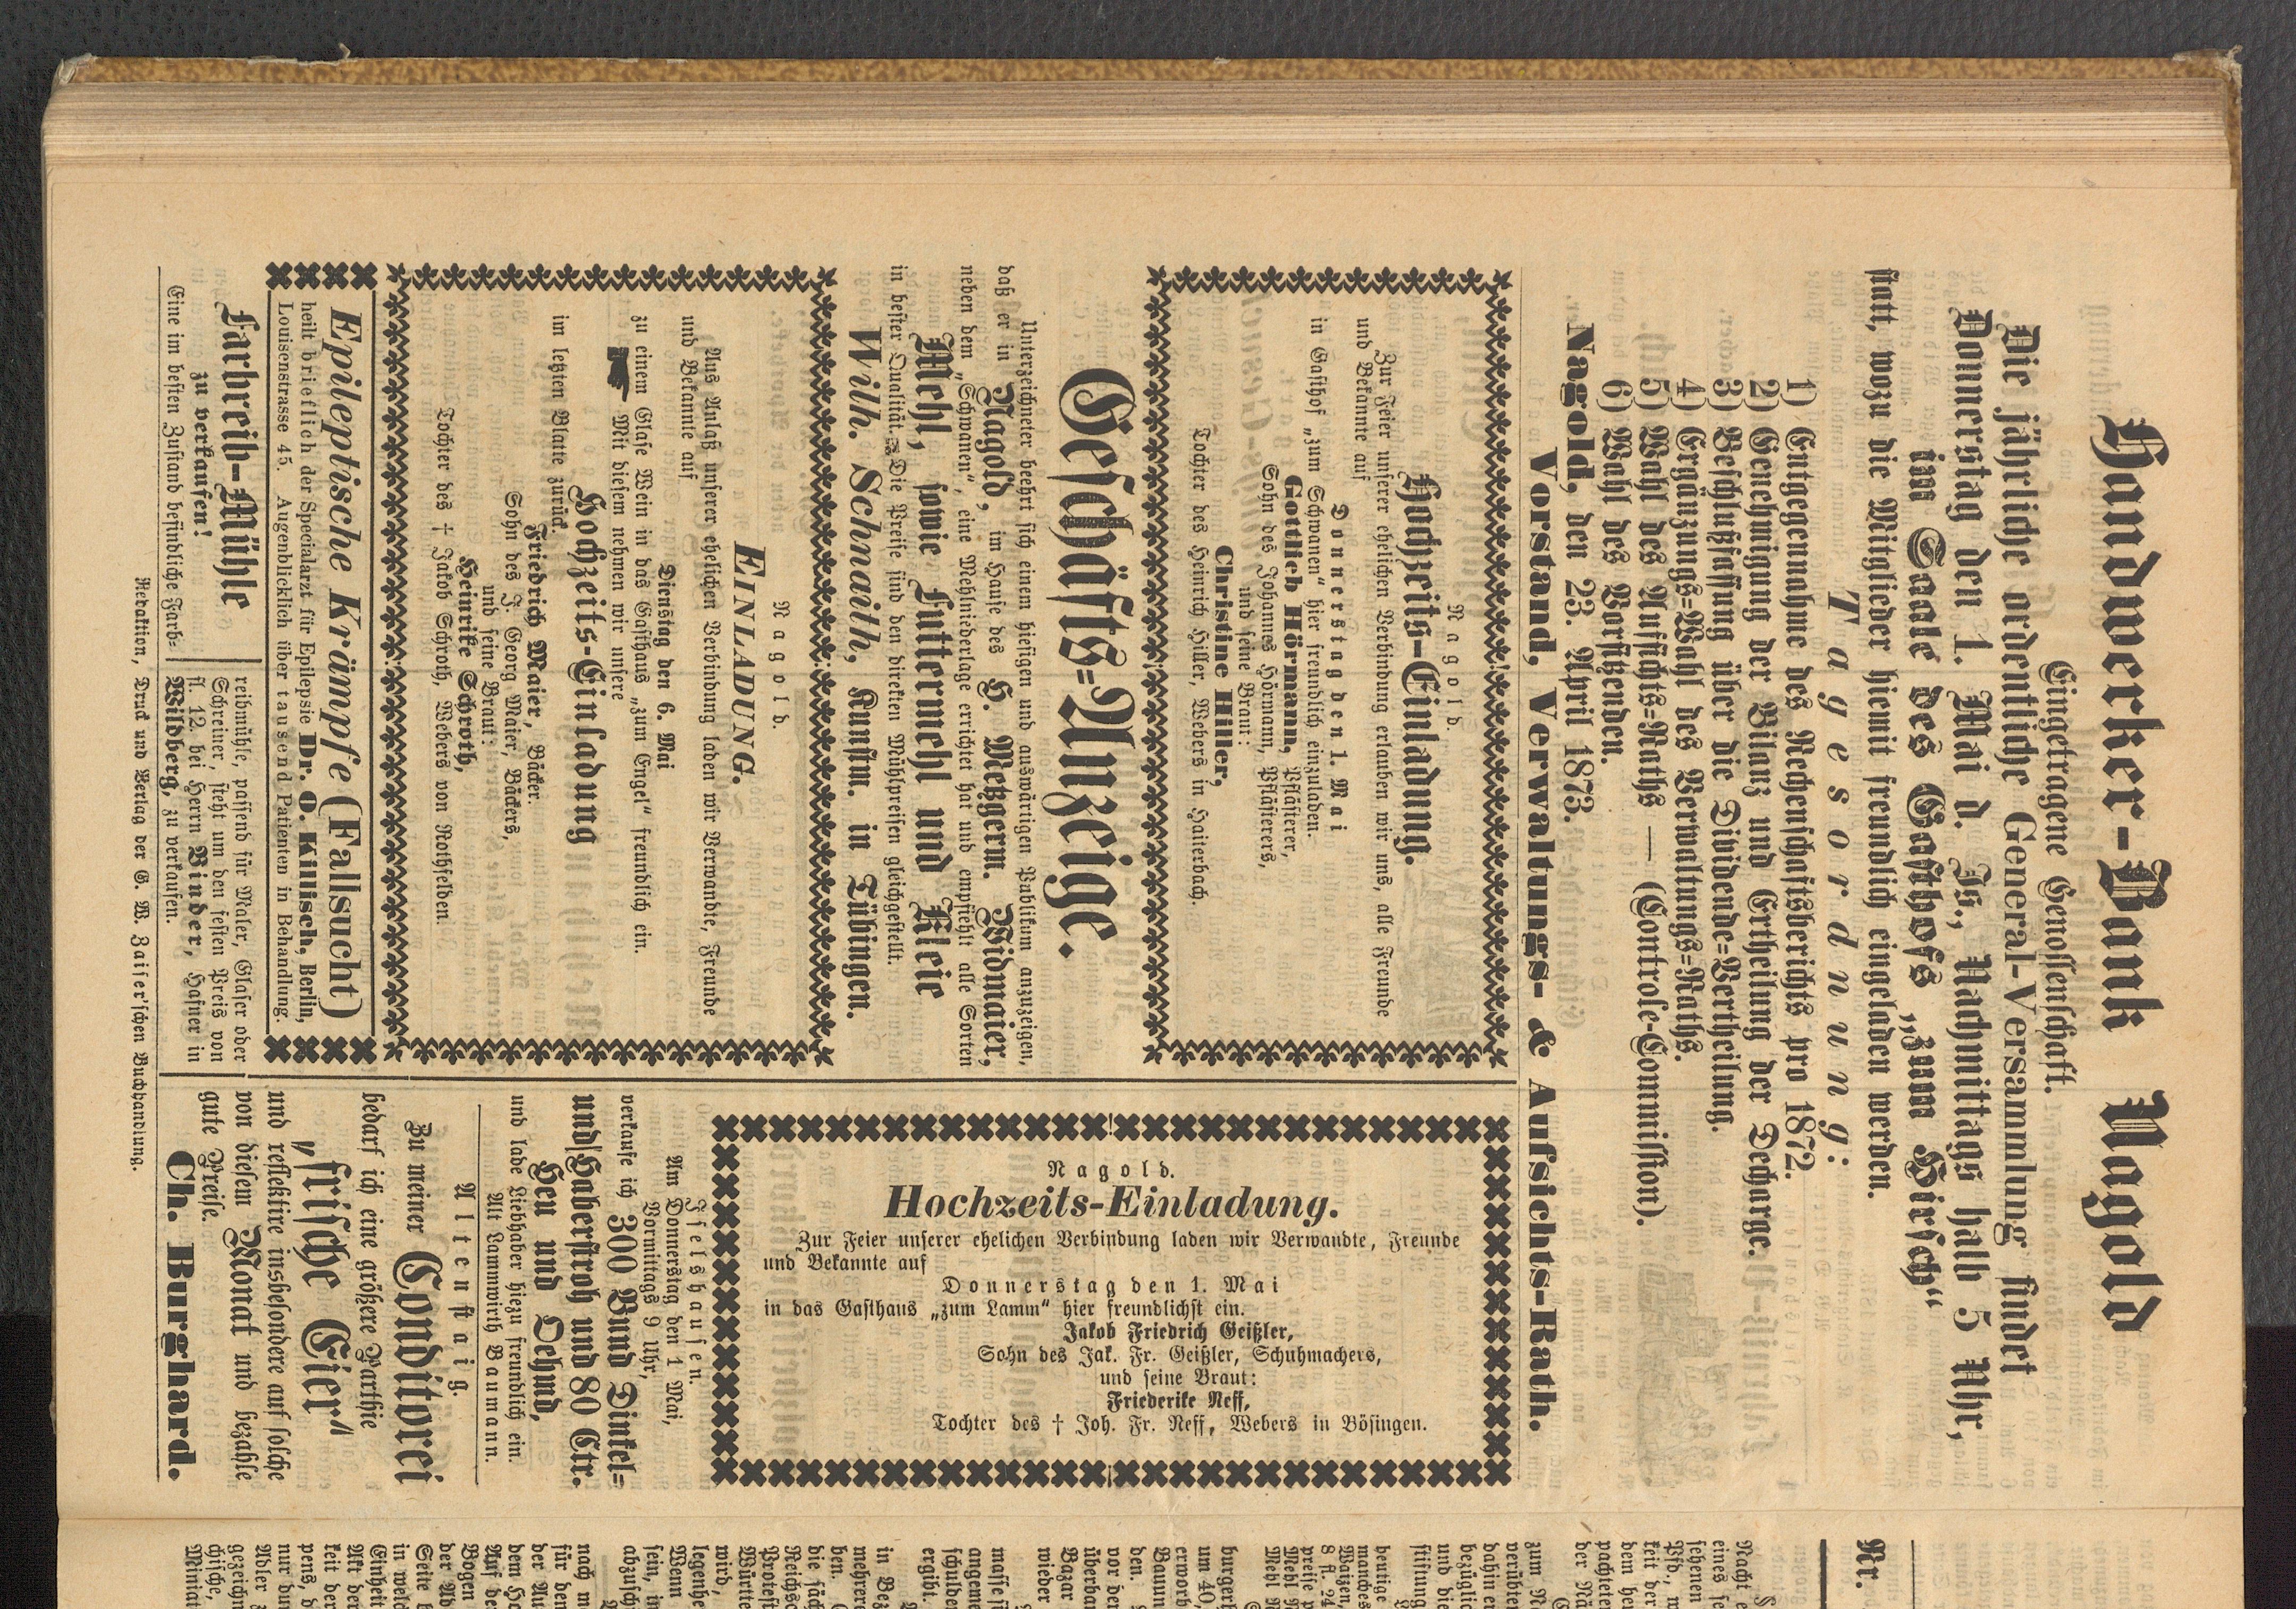 Handwerker-Bank Nagold
Eingetragene Genossenschaft.
Die jährliche ordentliche General-Versammlung findet
Donnerstag den 1. Mai d. Js., Nachmittags halb 5 Uhr,
im Saale des Gasthofs „zum Hirsch“
statt, wozu die Mitglieder hiemit freundlich eingeladen werden.
Tagesordnung:
1) Entgegennahme des Rechenschaftsberichts pro 1872.
2) Genehmigung der Bilanz und Ertheilung der Decharge.
3) Beschlußfassung über die Dividende=Vertheilung.
4) Ergänzungs=Wahl des Verwaltungs=Raths.
5) Wahl des Aufsichts=Raths — (Controle=Commission).
6) Wahl des Vorsitzenden.
Nagold, den 23. April 1873.
Vorstand, Verwaltungs- & Aufsichts-Rath.
Nagold.
Hochzeits-Einladung.
Zur Feier unserer ehelichen Verbindung erlauben wir uns, alle Freunde
und Bekannte auf
Donnerstag den 1. Mai
in Gasthof „zum Schwanen“ hier freundlich einzuladen.
Gottlieb Hörmann, Pflästerer,
Sohn des Johannes Hörmann, Pflästerers,
und seine Braut:
Christine Hiller,
Tochter des Heinrich Hiller, Webers in Haiterbach.
Geschäfts=Anzeige.
Unterzeichneter beehrt sich einem hiesigen und auswärtigen Publikum anzuzeigen,
daß er in Nagold, im Hause des H. Metzgerm. Widmaier,
neben dem „Schwanen“, eine Mehlniederlage errichtet hat und empfiehlt alle Sorten
Mehl, sowie Futtermehl und Kleie
in bester Qualität. Die Preise sind den direkten Mühlpreisen gleichgestellt.
Wilh. Schnaith, Kunstm. in Tübingen.
Nagold.
EINLADUNG.
Aus Anlaß unserer ehelichen Verbindung laden wir Verwandte, Freunde
und Bekannte auf
Dienstag den 6. Mai
zu einem Glase Wein in das Gasthaus „zum Engel“ freundlich ein.
Mit diesem nehmen wir unsere
Hochzeits-Einladung
im letzten Blatte zurück.
Friedrich Maier, Bäcker.
Sohn des J. Georg Maier, Bäckers,
und seine Braut:
Heinrike Schroth,
Tochter des † Jakob Schroth, Webers von Rothfelden.
Epileptische Krämpfe (Fallsucht)
heilt brieflich der Specialarzt für Epilepsie Dr. O. Killisch, Berlin,
Louisenstrasse 45. Augenblicklich über tausend Patienten in Behandlung.
Farbreib-Mühle
zu verkaufen!
Eine im besten Zustand befindliche Farb=
reibmühle, passend für Maler, Glaser oder
Schreiner, steht um den festen Preis von
fl. 12. bei Herrn Binder, Hafner in
Wildberg, zu verkaufen.
Nagold.
Hochzeits-Einladung.
Zur Feier unserer ehelichen Verbindung laden wir Verwandte, Freunde
und Bekannte auf
Donnerstag den 1. Mai
in das Gasthaus „zum Lamm“ hier freundlichst ein.
Jakob Friedrich Geißler,
Sohn des Jak. Fr. Geißler, Schuhmachers,
und seine Braut:
Friederike Neff,
Tochter des † Joh. Fr. Neff, Webers in Bösingen.
Iselshausen.
Am Donnerstag den 1 Mai,
Vormittags 9 Uhr,
verkaufe ich 300 Bund Dinkel=
und Haberstroh und 80 Ctr.
Heu und Oehmd,
und lade Liebhaber hiezu freundlich ein.
Alt Lammwirth Baumann.
Altenstaig.
Zu meiner Conditorei
bedarf ich eine größere Parthie
„frische Eier“
und reflektire insbesondere auf solche
von diesem Monat und bezahle
gute Preise.
Ch. Burghard.
Redaktion, Druck und Verlag der G. W. Zaiser'schen Buchhandlung.
Nr.